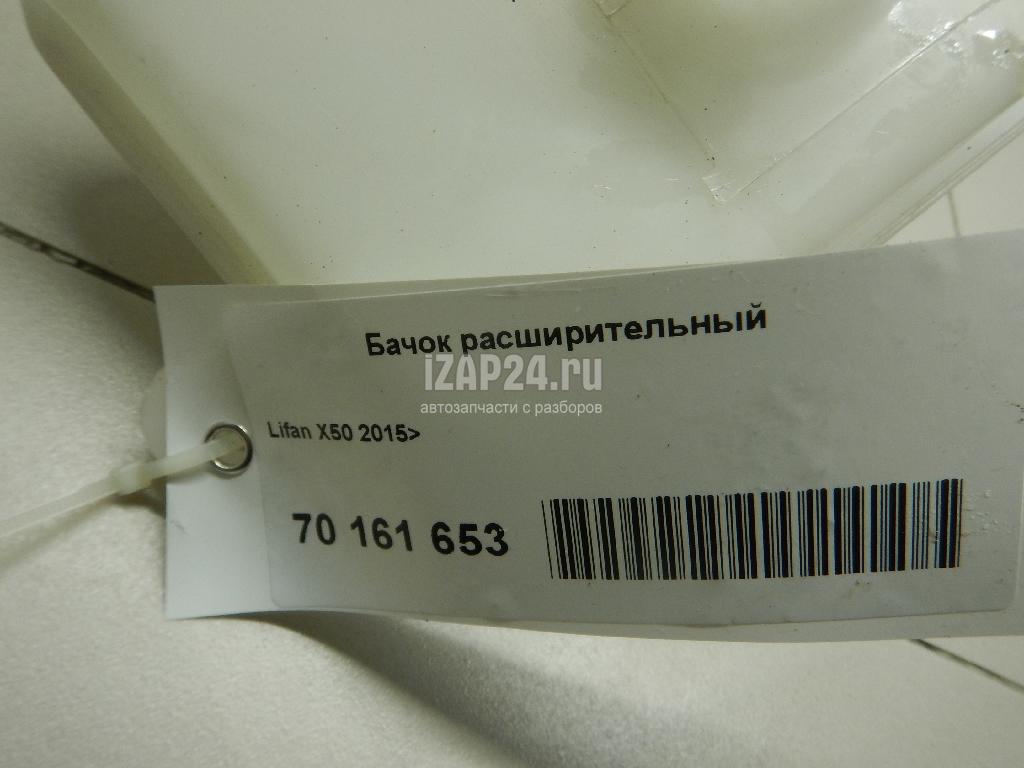 Бачок расширительный
iZAP24.ru
автозапчасти с разборов
Lifan X50 2015>
70 161 653